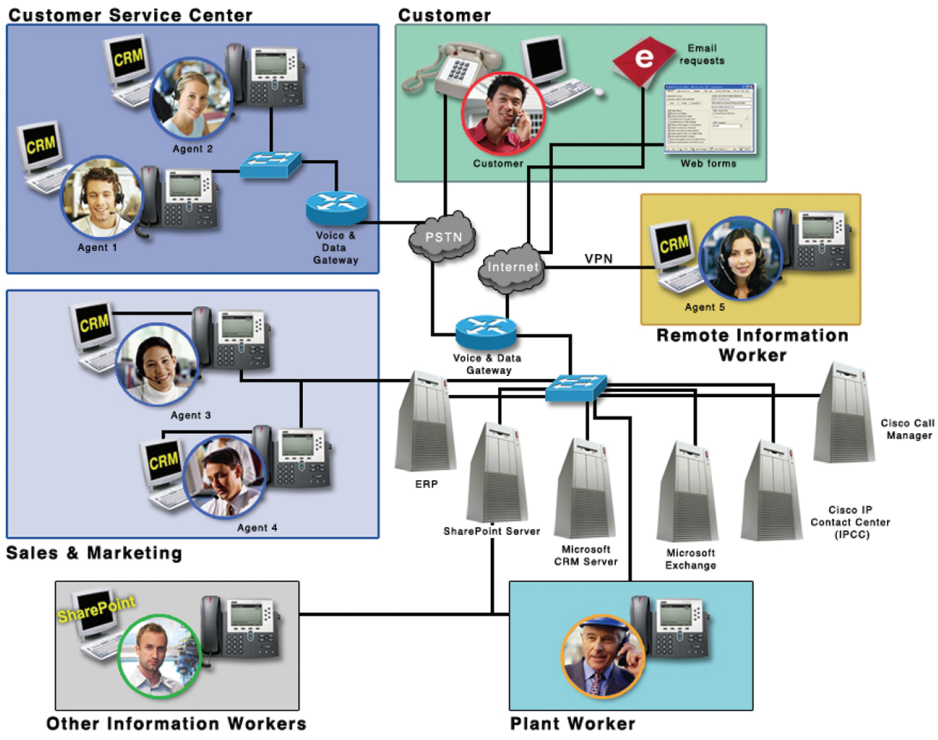 Customer Service Center
CRM
Agent 2
CRM
Agent 1
Voice &
Data
Gateway
Customer
e
Email
requests
Customer
Web forms
PSTN
Internet
VPN
CRM
Agent 5
Remote Information
Worker
Voice & Data
Gateway
CRM
Agent 3
CRM
Agent 4
Sales & Marketing
ERP
SharePoint Server
Microsoft
CRM Server
Microsoft
Exchange
Cisco IP
Contact Center
(IPCC)
Cisco Call
Manager
SharePoint
Other Information Workers
Plant Worker